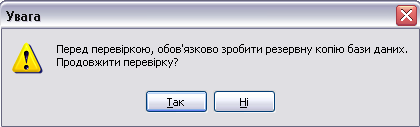 Увага
Перед перевіркою, обов'язково зробити резервну копію бази даних.
Продовжити перевірку?
Так
Ні